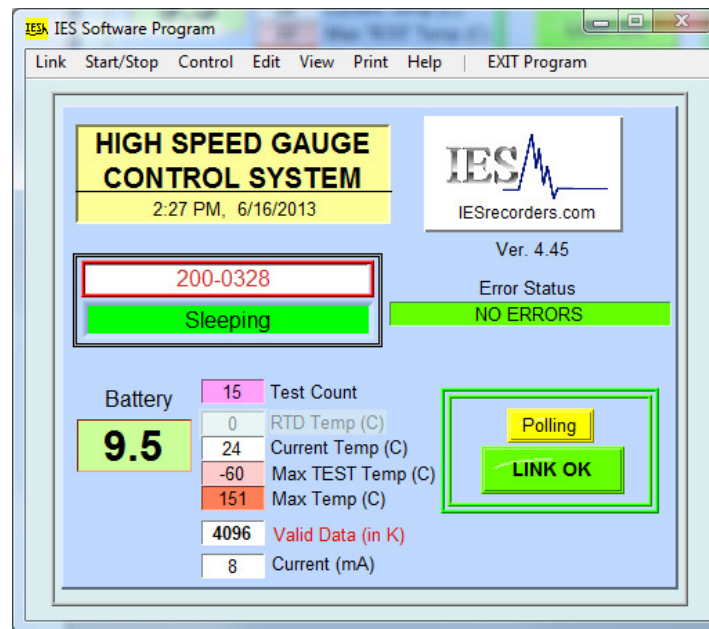 IESk IES Software Program
Link Start/Stop Control Edit View Print Help | EXIT Program
HIGH SPEED GAUGE
CONTROL SYSTEM
2:27 PM, 6/16/2013
IES
IESrecorders.com
Ver. 4.45
200-0328
Sleeping
Error Status
NO ERRORS
Battery
9.5
15 Test Count
0 RTD Temp (C)
24 Current Temp (C)
-60 Max TEST Temp (C)
151 Max Temp (C)
4096 Valid Data (in K)
8 Current (mA)
Polling
LINK OK